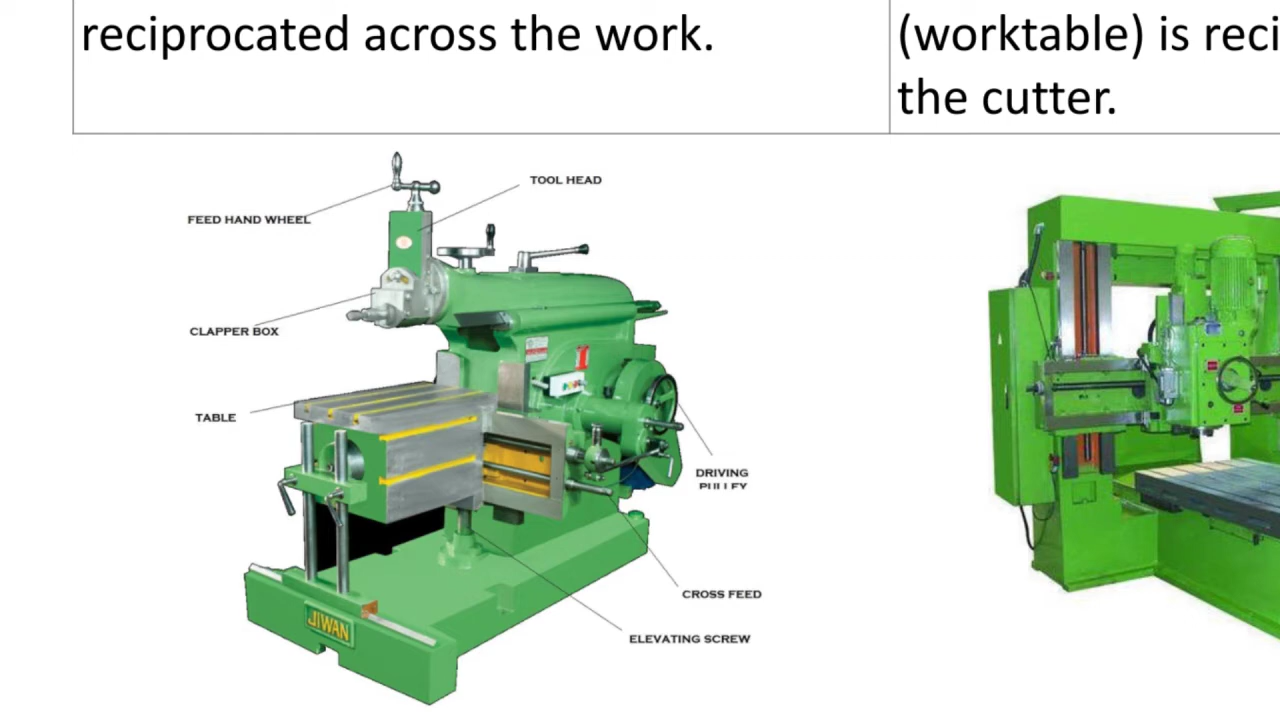 reciprocated across the work.
(worktable) is reci
the cutter.
TOOL HEAD
FEED HAND WHEEL
CLAPPER BOX
TABLE
DRIVING
PULLEY
CROSS FEED
ELEVATING SCREW
JIWAN